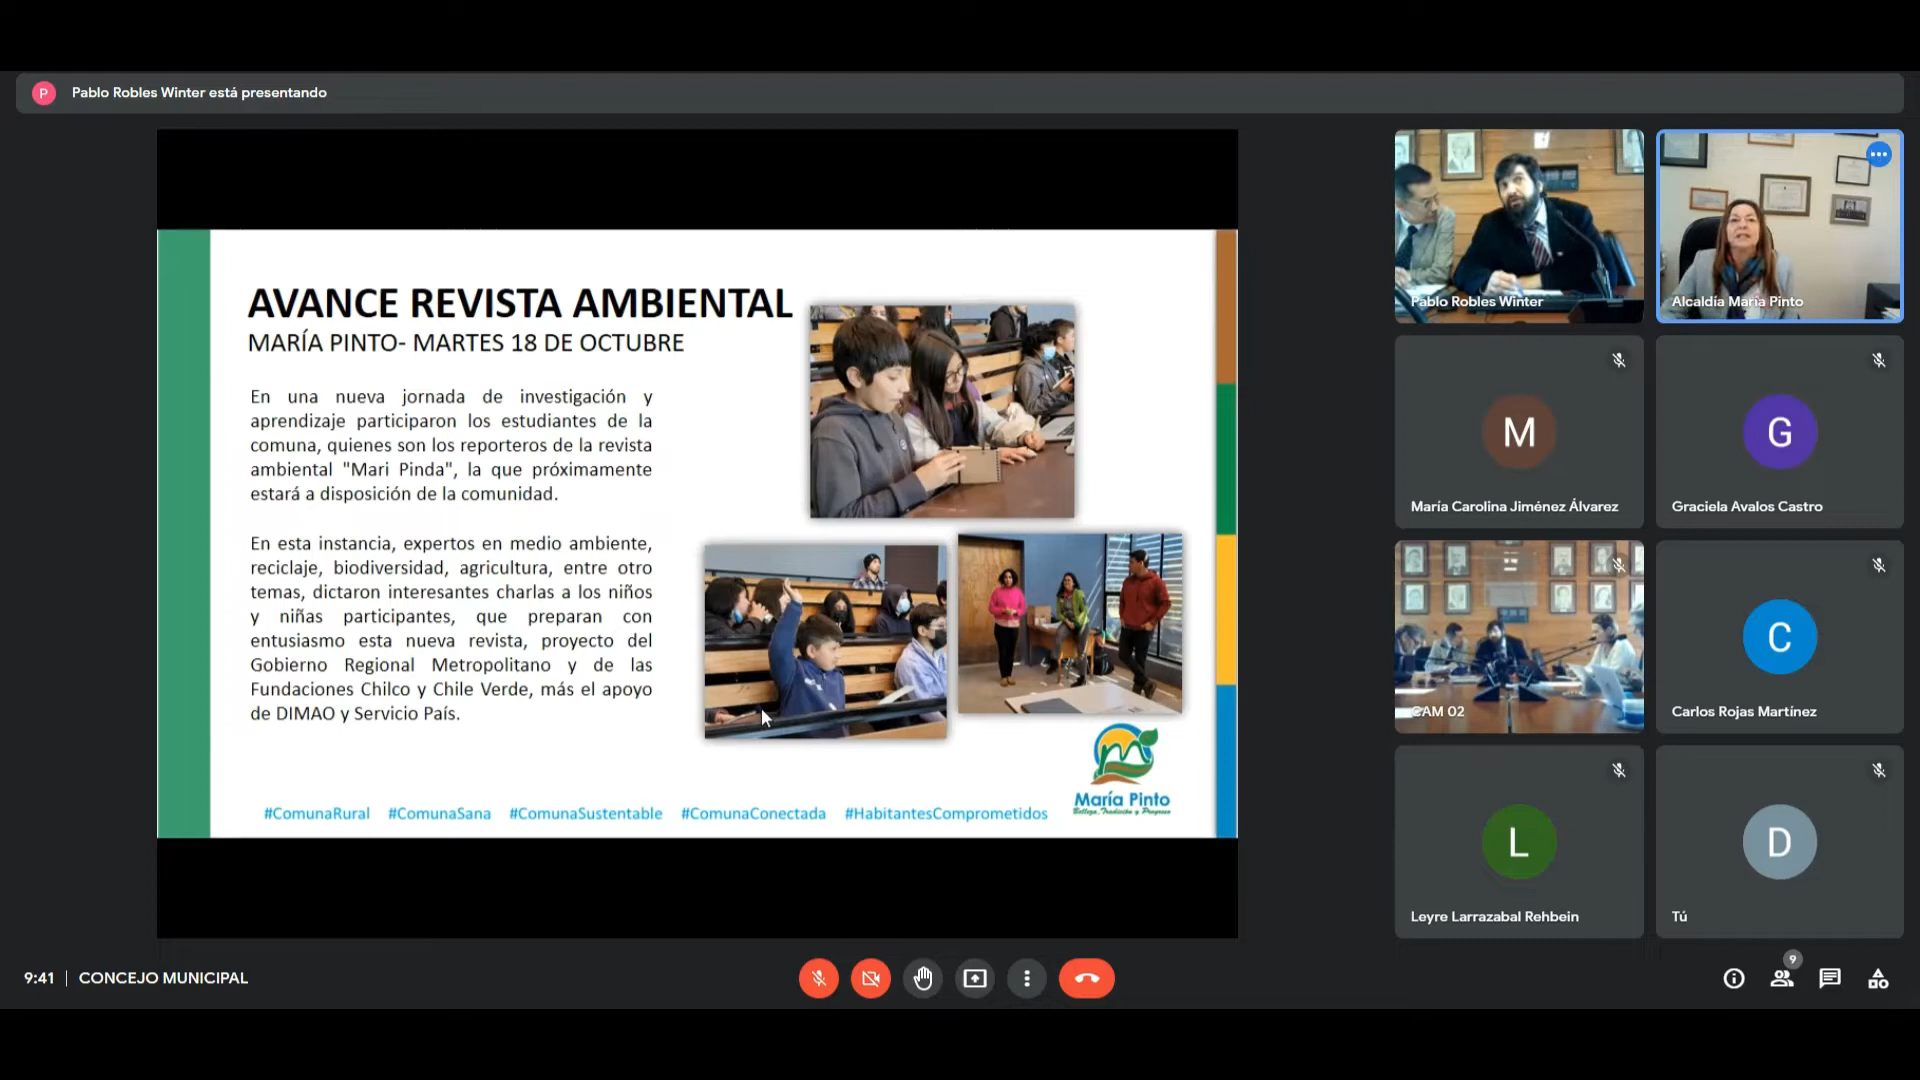 P Pablo Robles Winter está presentando
AVANCE REVISTA AMBIENTAL
MARÍA PINTO- MARTES 18 DE OCTUBRE
En una nueva jornada de investigación y
aprendizaje participaron los estudiantes de la
comuna, quienes son los reporteros de la revista
ambiental "Mari Pinda", la que próximamente
estará a disposición de la comunidad.
En esta instancia, expertos en medio ambiente,
reciclaje, biodiversidad, agricultura, entre otro
temas, dictaron interesantes charlas a los niños
y niñas participantes, que preparan con
entusiasmo esta nueva revista, proyecto del
Gobierno Regional Metropolitano y de las
Fundaciones Chilco y Chile Verde, más el apoyo
de DIMAO y Servicio País.
María Pinto
Belleza, Tradición y Progreso
#ComunaRural #ComunaSana #ComunaSustentable #ComunaConectada #HabitantesComprometidos
Pablo Robles Winter
Alcaldía María Pinto
M
María Carolina Jiménez Álvarez
G
Graciela Avalos Castro
CAM 02
C
Carlos Rojas Martínez
L
Leyre Larrazabal Rehbein
D
Tú
9:41 | CONCEJO MUNICIPAL
9